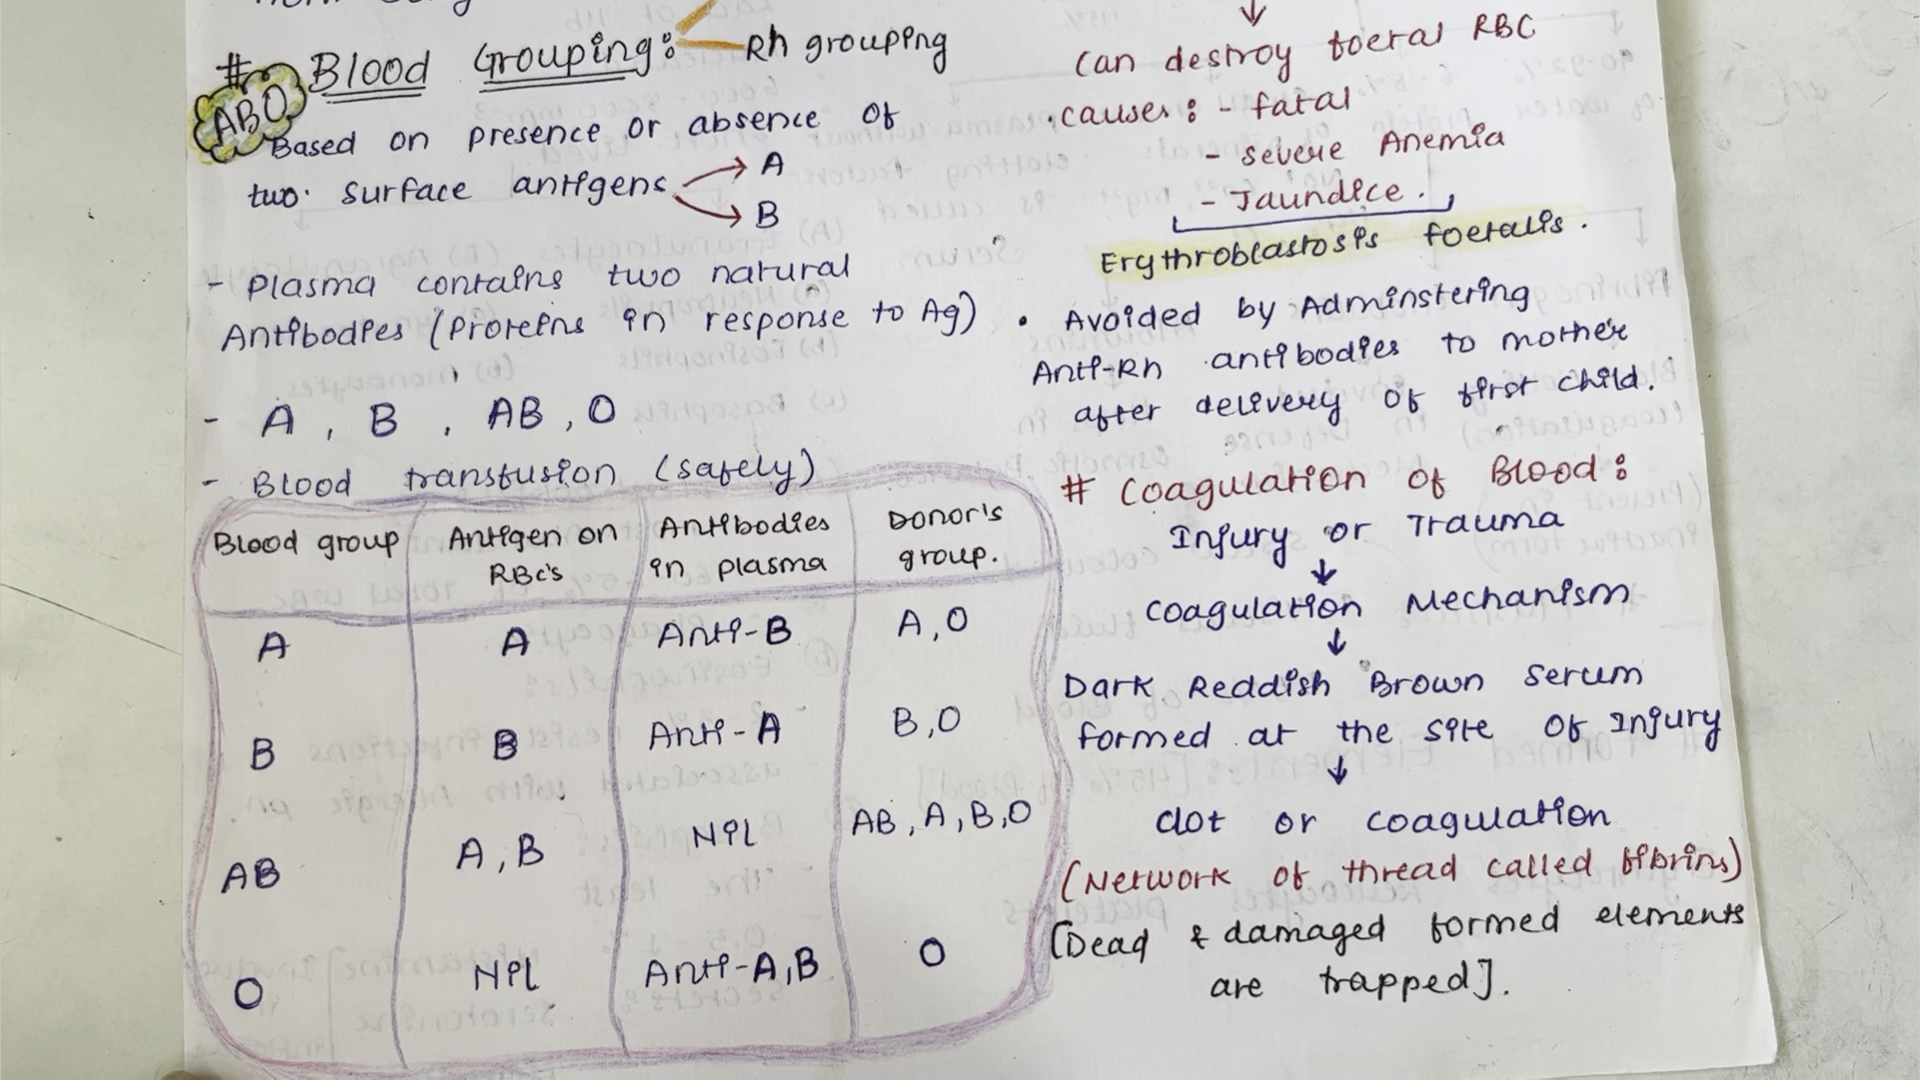 # Blood Grouping:
Rh grouping
ABO
Based on presence or absence of
two surface antigens
A
B
- Plasma contains two natural
Antibodies (Proteins in response to Ag)
- A, B, AB, O
- Blood transfusion (safely)
Blood group | Antigen on RBC's | Antibodies in plasma | Donor's group.
A | A | Anti-B | A, O
B | B | Anti-A | B, O
AB | A, B | Nil | AB, A, B, O
O | Nil | Anti-A, B | O
↓
Can destroy foetal RBC
. causes: - fatal
- severe Anemia
- Jaundice.
Erythroblastosis foetalis.
• Avoided by Adminstering
Anti-Rh antibodies to mother
after delivery of first child.
# Coagulation of Blood:
Injury or Trauma
↓
Coagulation Mechanism
↓
Dark Reddish Brown Serum
formed at the site of Injury
↓
clot or coagulation
(Network of thread called fibrins)
[Dead & damaged formed elements
are trapped].